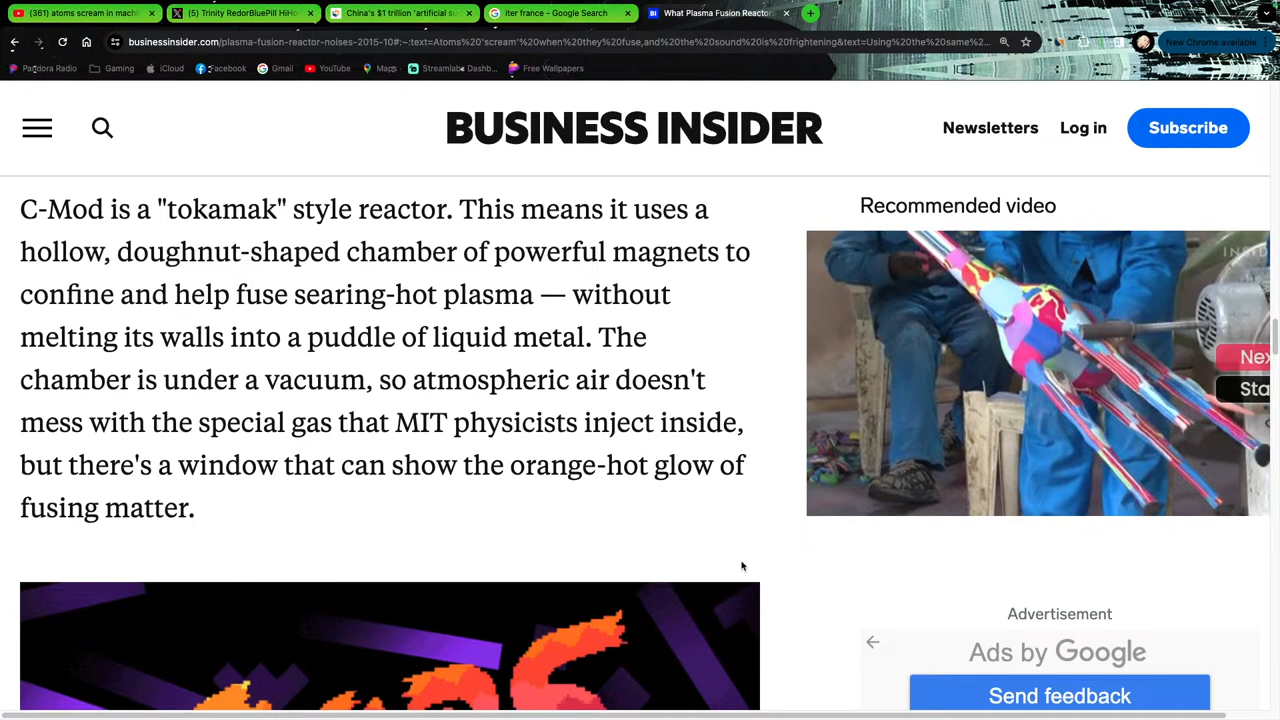 (361) atoms scream in mach
(5) Trinity RedorBluePill HiHo
China's $1 trillion 'artificial su
iter france - Google Search
What Plasma Fusion Reactor
businessinsider.com/plasma-fusion-reactor-noises-2015-10#:~:text=Atoms%20'scream'%20when%20they%20fuse,and%20the%20sound%20is%20frightening&text=Using%20the%20same%20...
New Chrome available
Pandora Radio
Gaming
iCloud
Facebook
Gmail
YouTube
Maps
Streamlabs Dashb...
Free Wallpapers
BUSINESS INSIDER
Newsletters
Log in
Subscribe
C-Mod is a "tokamak" style reactor. This means it uses a
hollow, doughnut-shaped chamber of powerful magnets to
confine and help fuse searing-hot plasma — without
melting its walls into a puddle of liquid metal. The
chamber is under a vacuum, so atmospheric air doesn't
mess with the special gas that MIT physicists inject inside,
but there's a window that can show the orange-hot glow of
fusing matter.
Recommended video
Nex
Sta
Advertisement
Ads by Google
Send feedback